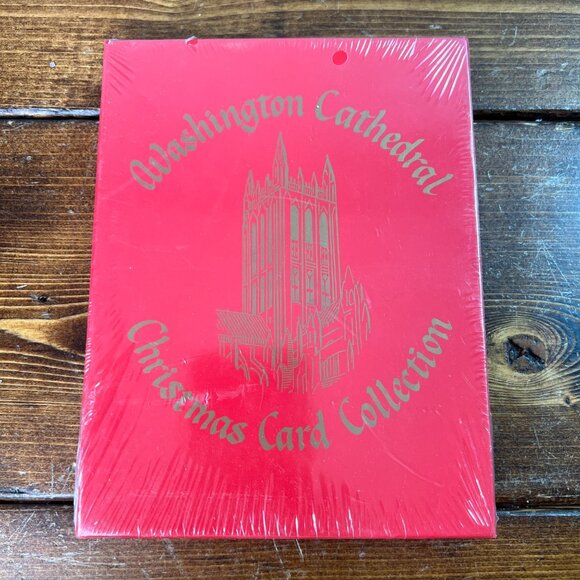 Washington Cathedral
Christmas Card Collection